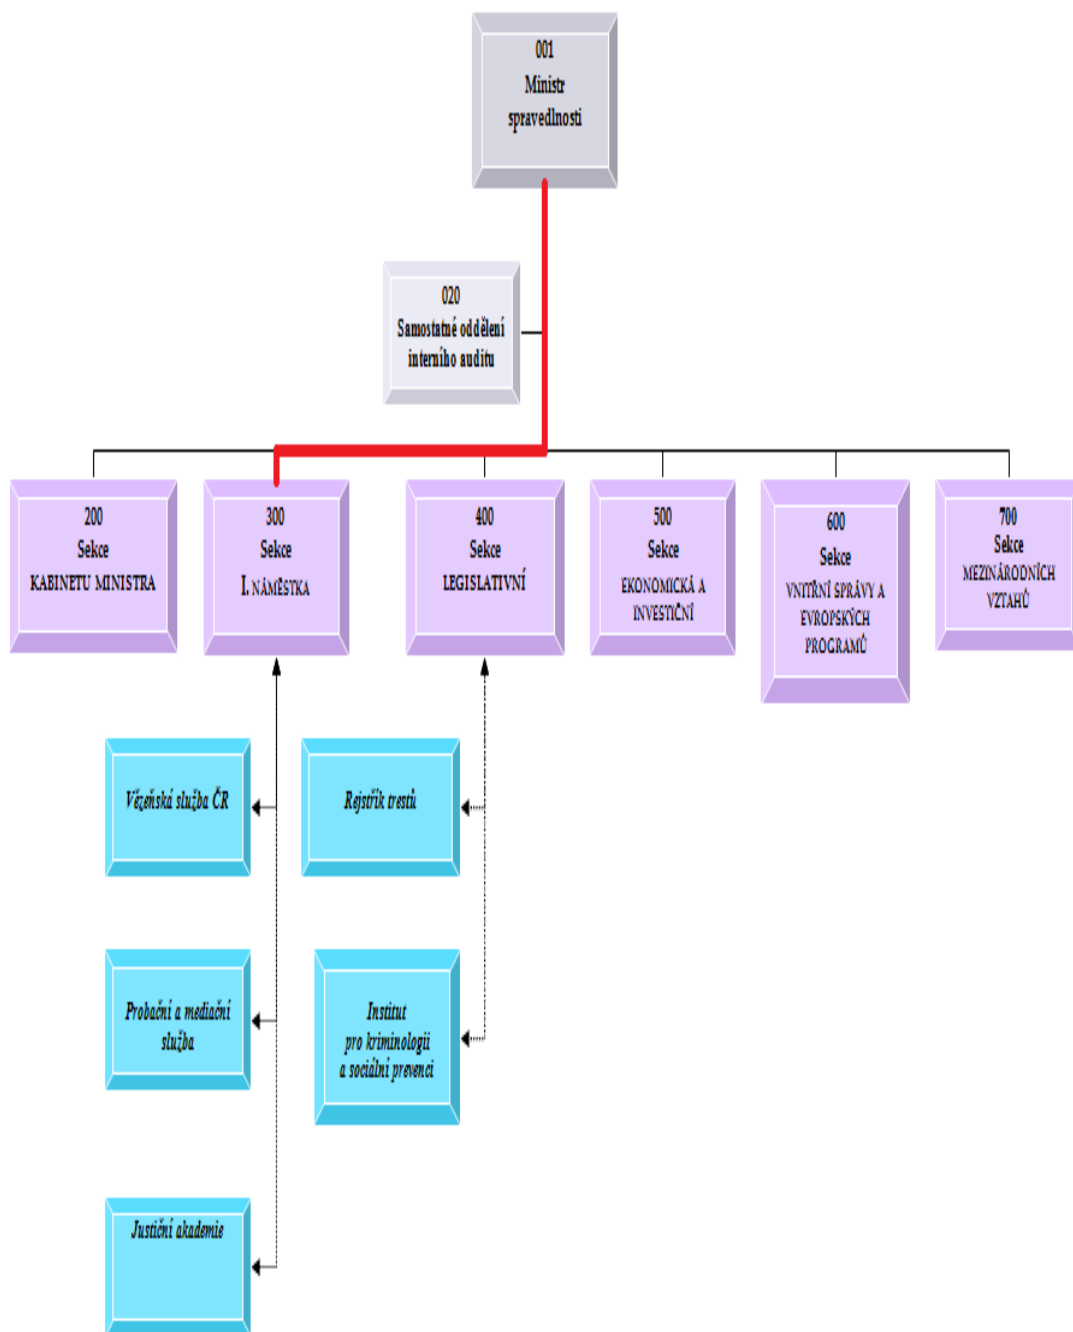 001
Ministr
spravedlnosti
020
Samostatné oddělení
interního auditu
200
Sekce
KABINETU MINISTRA
300
Sekce
I. NÁMĚSTKA
400
Sekce
LEGISLATIVNÍ
500
Sekce
EKONOMICKÁ A
INVESTIČNÍ
600
Sekce
VNITŘNÍ SPRÁVY A
EVROPSKÝCH
PROGRAMŮ
700
Sekce
MEZINÁRODNÍCH
VZTAHŮ
Vězeňská služba ČR
Rejstřík trestů
Probační a mediační
služba
Institut
pro kriminologii
a sociální prevenci
Justiční akademie